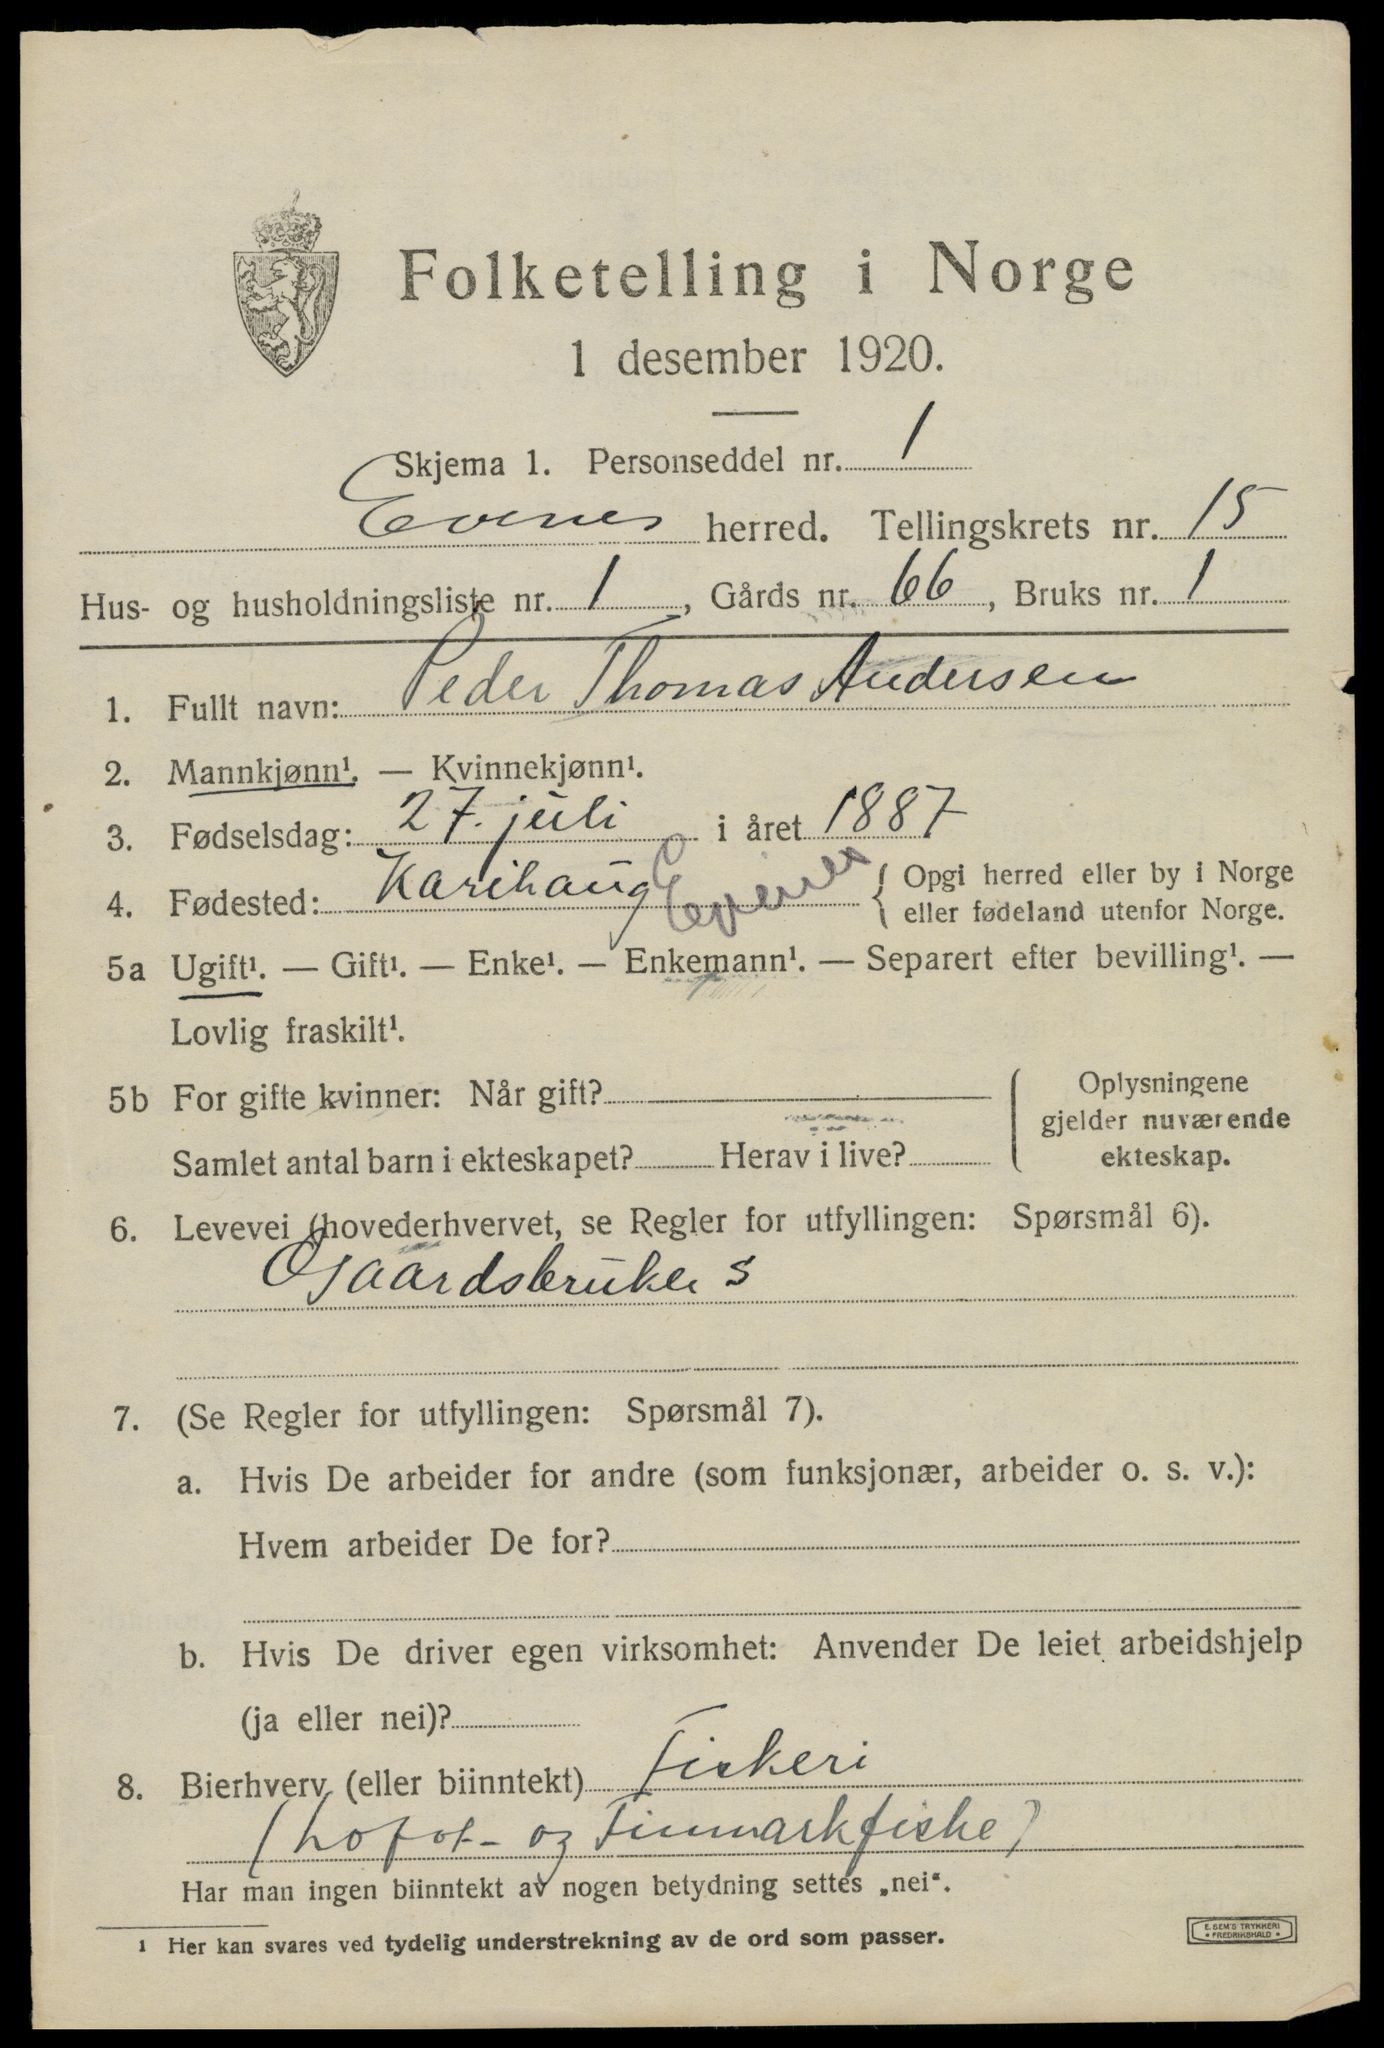 Folketelling i Norge
1 desember 1920.
Skjema 1. Personseddel nr. 1
Evenes herred. Tellingskrets nr. 15
Hus- og husholdningsliste nr. 1, Gårds nr. 66, Bruks nr. 1
1. Fullt navn: Peder Thomas Andersen
2. Mannkjønn¹. — Kvinnekjønn¹.
3. Fødselsdag: 27. juli i året 1887
4. Fødested: Karihaug Evenes { Opgi herred eller by i Norge
eller fødeland utenfor Norge.
5a Ugift¹. — Gift¹. — Enke¹. — Enkemann¹. — Separert efter bevilling¹. —
Lovlig fraskilt¹.
5b For gifte kvinner: Når gift?
Samlet antal barn i ekteskapet? Herav i live?
Oplysningene
gjelder nuværende
ekteskap.
6. Levevei (hovederhvervet, se Regler for utfyllingen: Spørsmål 6).
Gaardsbruker s
7. (Se Regler for utfyllingen: Spørsmål 7).
a. Hvis De arbeider for andre (som funksjonær, arbeider o. s. v.):
Hvem arbeider De for?
b. Hvis De driver egen virksomhet: Anvender De leiet arbeidshjelp
(ja eller nei)?
8. Bierhverv (eller biinntekt) Fiskeri
(Lofot- og Finmarkfiske)
Har man ingen biinntekt av nogen betydning settes „nei“.
¹ Her kan svares ved tydelig understrekning av de ord som passer.
E. SEM'S TRYKKERI
• FREDRIKSHALD •